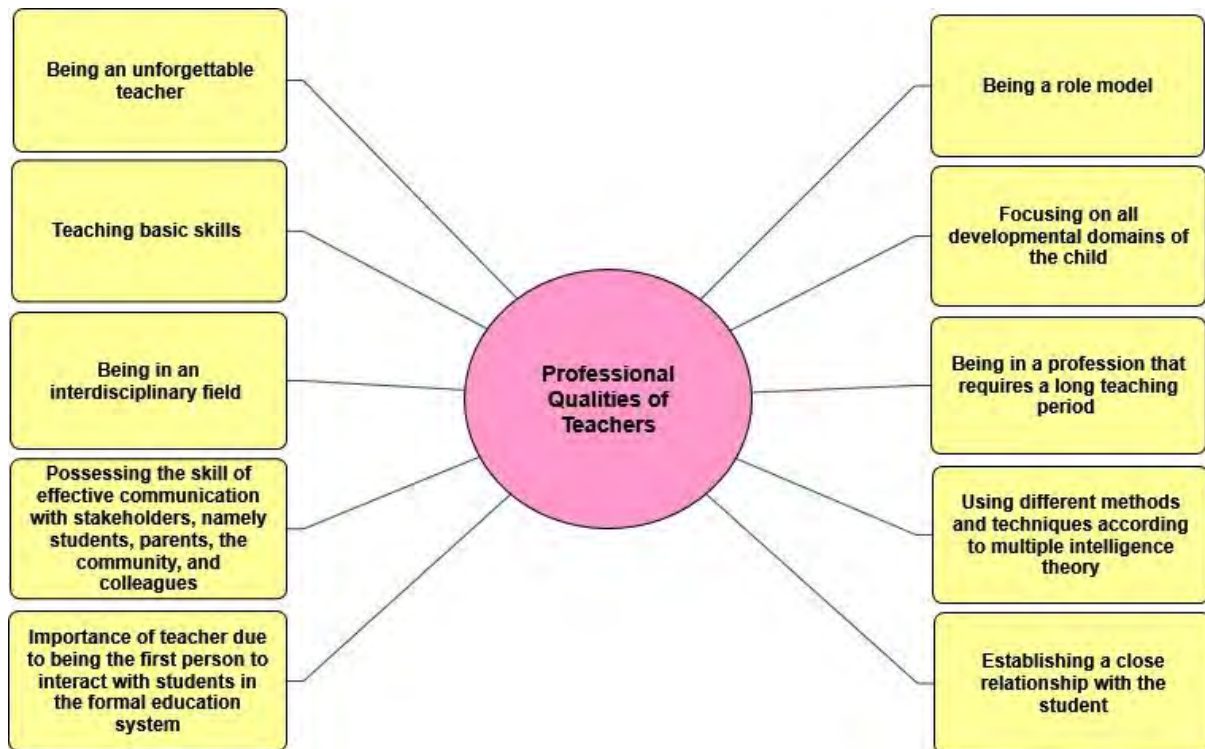 Being an unforgettable
teacher
Teaching basic skills
Being in an
interdisciplinary field
Possessing the skill of
effective communication
with stakeholders, namely
students, parents, the
community, and
colleagues
Importance of teacher due
to being the first person to
interact with students in
the formal education
system
Professional
Qualities of
Teachers
Being a role model
Focusing on all
developmental domains of
the child
Being in a profession that
requires a long teaching
period
Using different methods
and techniques according
to multiple intelligence
theory
Establishing a close
relationship with the
student